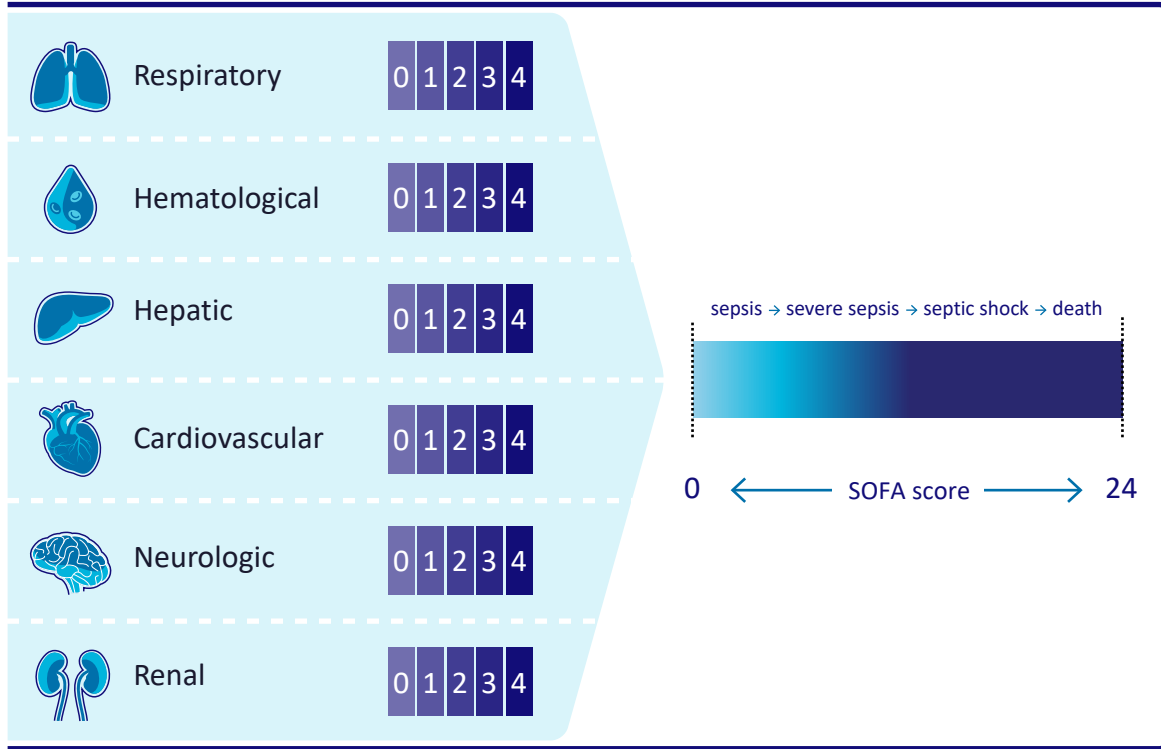 Respiratory 0 1 2 3 4
Hematological 0 1 2 3 4
Hepatic 0 1 2 3 4
Cardiovascular 0 1 2 3 4
Neurologic 0 1 2 3 4
Renal 0 1 2 3 4
sepsis → severe sepsis → septic shock → death
0 ← SOFA score → 24